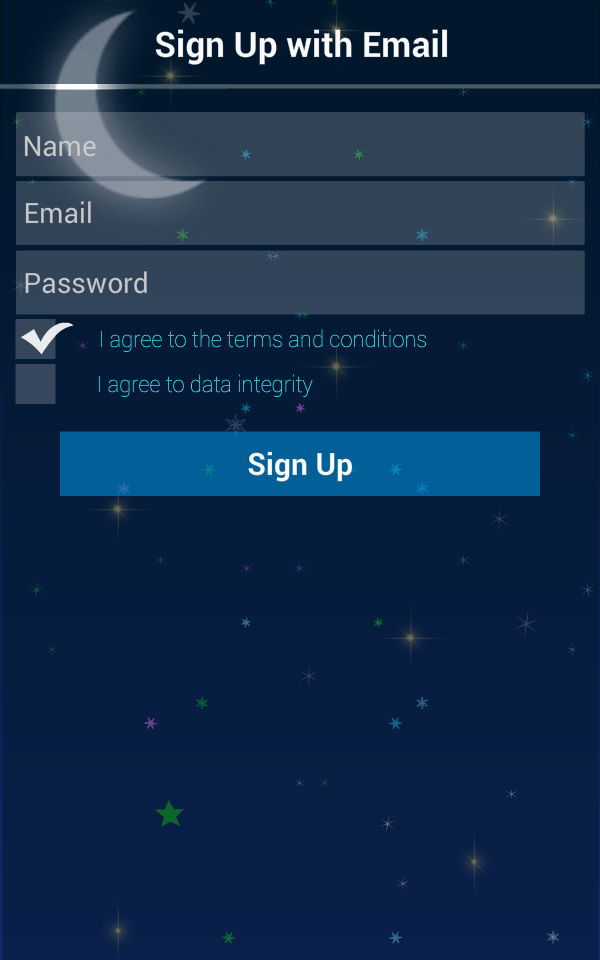 Sign Up with Email
Name
Email
Password
I agree to the terms and conditions
I agree to data integrity
Sign Up